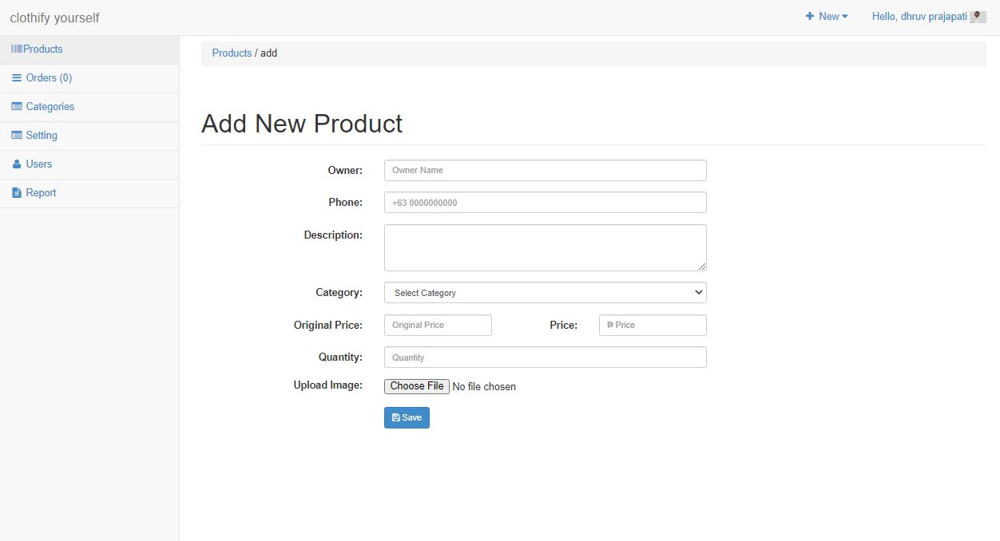 clothify yourself
New
Hello, dhruv prajapati
Products
Orders (0)
Categories
Setting
Users
Report
Products / add
Add New Product
Owner: Owner Name
Phone: +63 0000000000
Description:
Category: Select Category
Original Price: Original Price Price: ₱ Price
Quantity: Quantity
Upload Image: Choose File No file chosen
Save